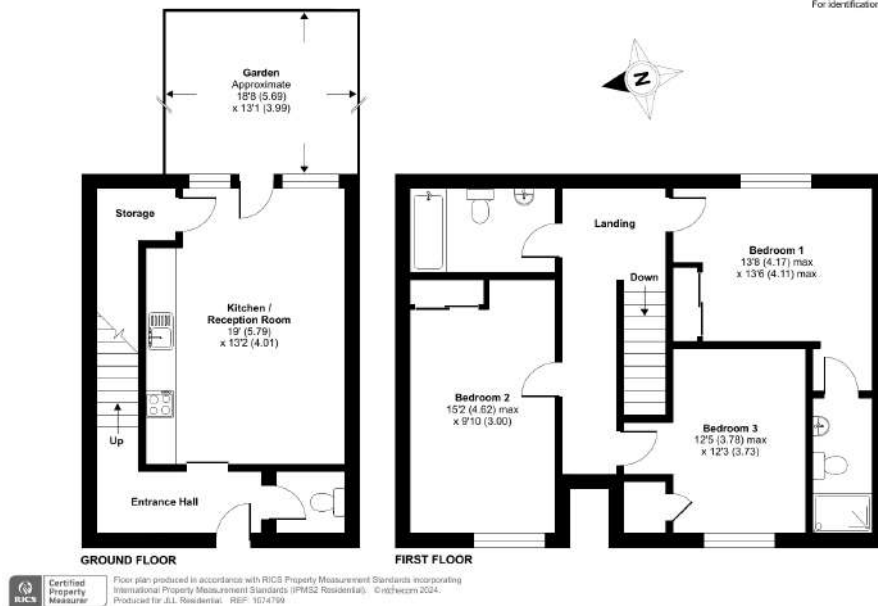 For identification
Garden
Approximate
18'8 (5.69)
x 13'1 (3.99)
N
Storage
Kitchen /
Reception Room
19' (5.79)
x 13'2 (4.01)
Up
Entrance Hall
GROUND FLOOR
Landing
Down
Bedroom 1
13'8 (4.17) max
x 13'6 (4.11) max
Bedroom 2
15'2 (4.62) max
x 9'10 (3.00)
Bedroom 3
12'5 (3.78) max
x 12'3 (3.73)
FIRST FLOOR
RICS
Certified
Property
Measurer
Floor plan produced in accordance with RICS Property Measurement Standards incorporating
International Property Measurement Standards (IPMS2 Residential). © 2024.
Produced for JLL Residential. REF: 1074799